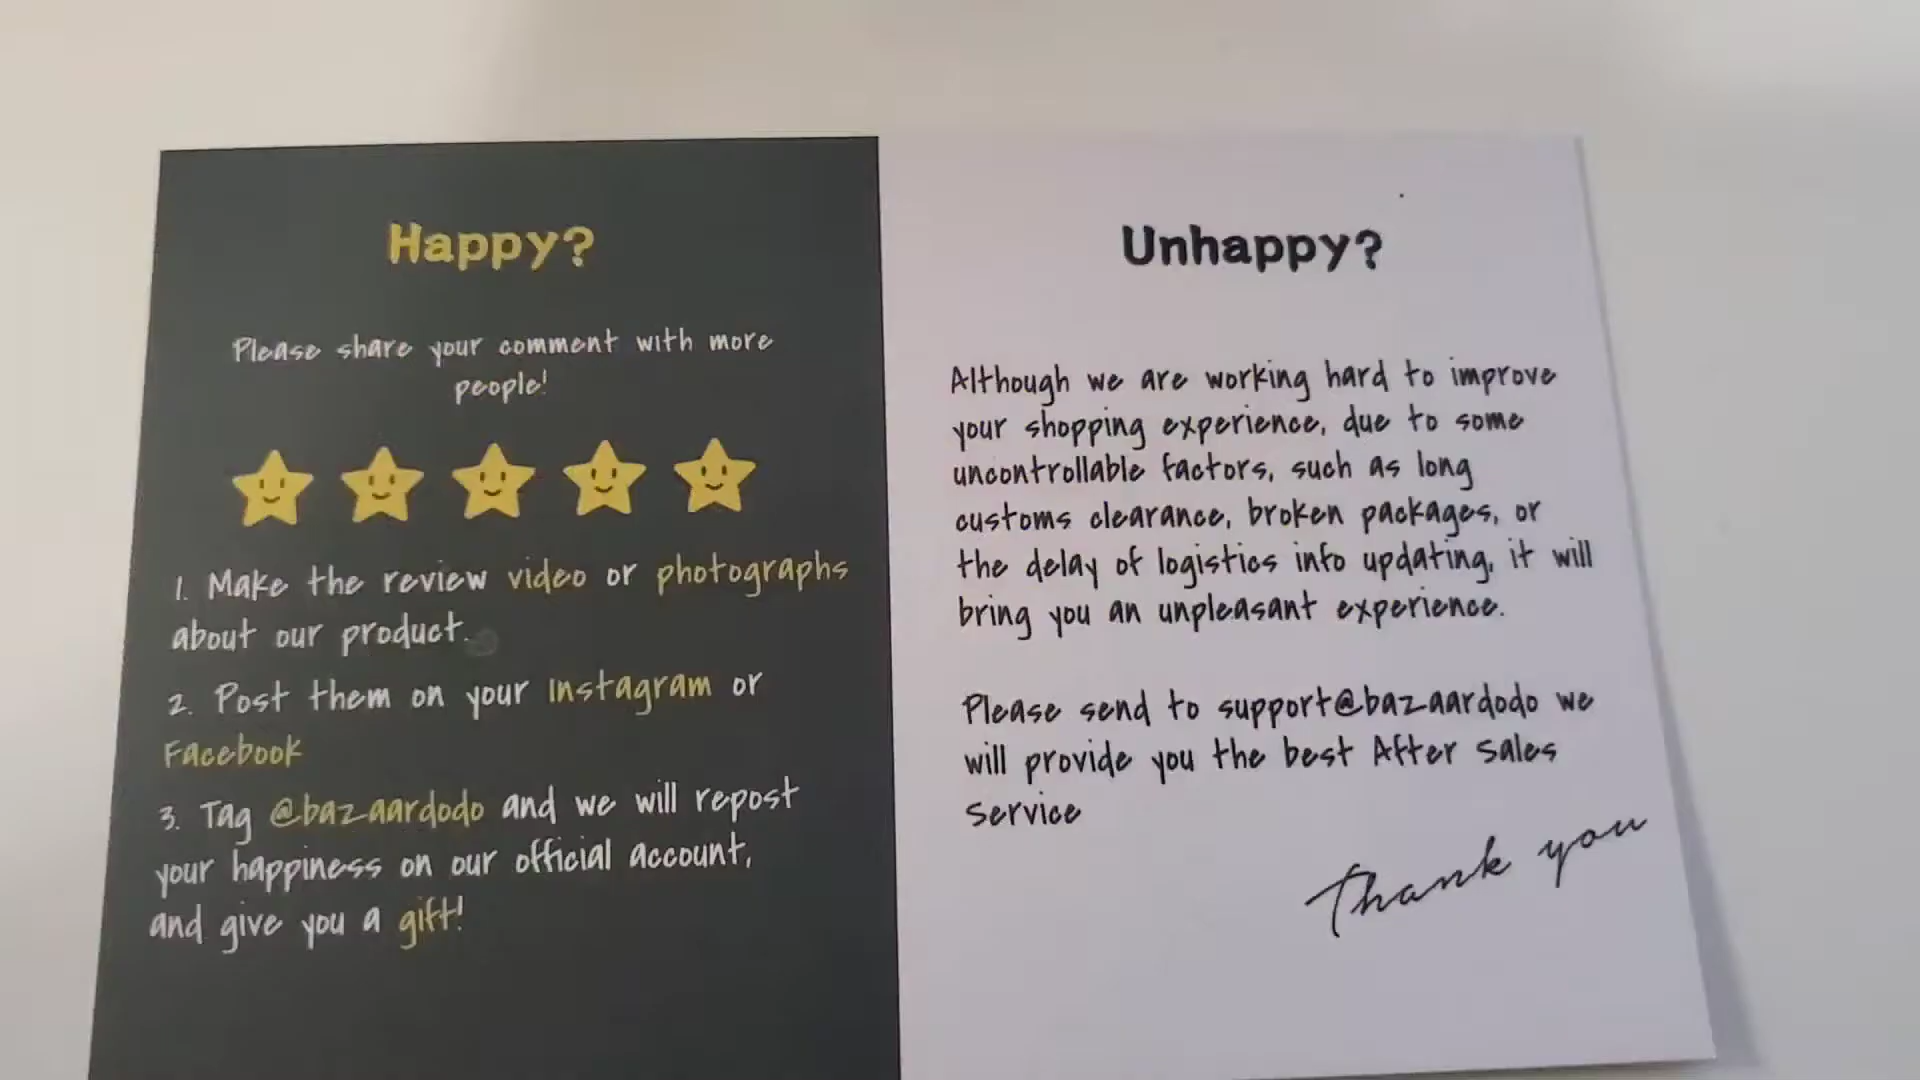 Happy?
Please share your comment with more
people!
1. Make the review video or photographs
about our product.
2. Post them on your Instagram or
Facebook
3. Tag @bazaardodo and we will repost
your happiness on our official account,
and give you a gift!
Unhappy?
Although we are working hard to improve
your shopping experience, due to some
uncontrollable factors, such as long
customs clearance, broken packages, or
the delay of logistics info updating, it will
bring you an unpleasant experience.
Please send to support@bazaardodo we
will provide you the best After Sales
Service
Thank you